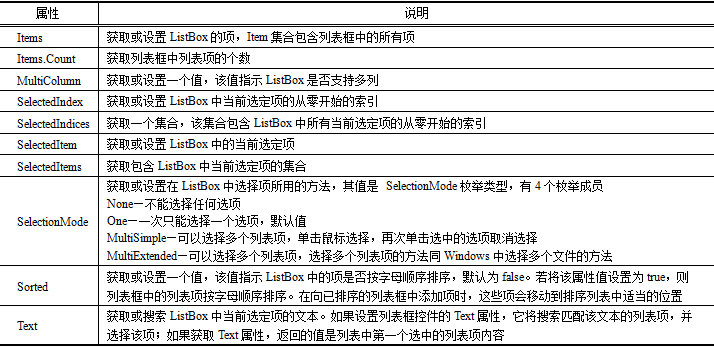 属性 说明
Items 获取或设置 ListBox 的项，Item 集合包含列表框中的所有项
Items.Count 获取列表框中列表项的个数
MultiColumn 获取或设置一个值，该值指示 ListBox 是否支持多列
SelectedIndex 获取或设置 ListBox 中当前选定项的从零开始的索引
SelectedIndices 获取一个集合，该集合包含 ListBox 中所有当前选定项的从零开始的索引
SelectedItem 获取或设置 ListBox 中的当前选定项
SelectedItems 获取包含 ListBox 中当前选定项的集合
SelectionMode 获取或设置在 ListBox 中选择项所用的方法，其值是 SelectionMode 枚举类型，有 4 个枚举成员
None—不能选择任何选项
One—一次只能选择一个选项，默认值
MultiSimple—可以选择多个列表项，单击鼠标选择，再次单击选中的选项取消选择
MultiExtended—可以选择多个列表项，选择多个列表项的方法同 Windows 中选择多个文件的方法
Sorted 获取或设置一个值，该值指示 ListBox 中的项是否按字母顺序排序，默认为 false。若将该属性值设置为 true，则
列表框中的列表项按字母顺序排序。在向已排序的列表框中添加项时，这些项会移动到排序列表中适当的位置
Text 获取或搜索 ListBox 中当前选定项的文本。如果设置列表框控件的 Text 属性，它将搜索匹配该文本的列表项，并
选择该项；如果获取 Text 属性，返回的值是列表中第一个选中的列表项内容